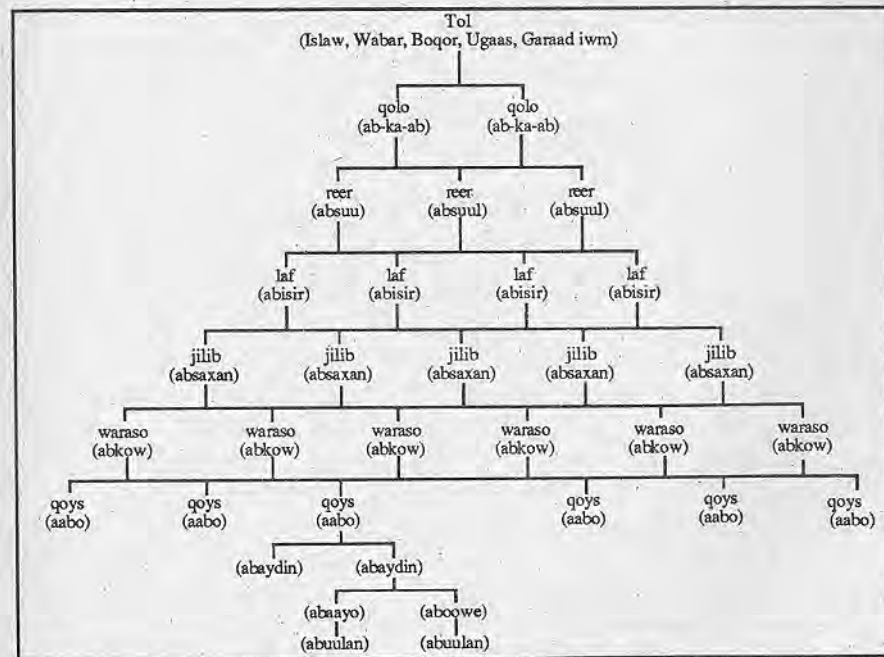 Tol
(Islaw, Wabar, Boqor, Ugaas, Garaad iwm)
qolo qolo
(ab-ka-ab) (ab-ka-ab)
reer reer reer
(absuu) (absuul) (absuul)
laf laf laf laf
(abisir) (abisir) (abisir) (abisir)
jilib jilib jilib jilib jilib
(absaxan) (absaxan) (absaxan) (absaxan) (absaxan)
waraso waraso waraso waraso waraso waraso
(abkow) (abkow) (abkow) (abkow) (abkow) (abkow)
qoys qoys qoys qoys qoys qoys
(aabo) (aabo) (aabo) (aabo) (aabo) (aabo)
(abaydin) (abaydin)
(abaayo) (aboowe)
(abuulan) (abuulan)